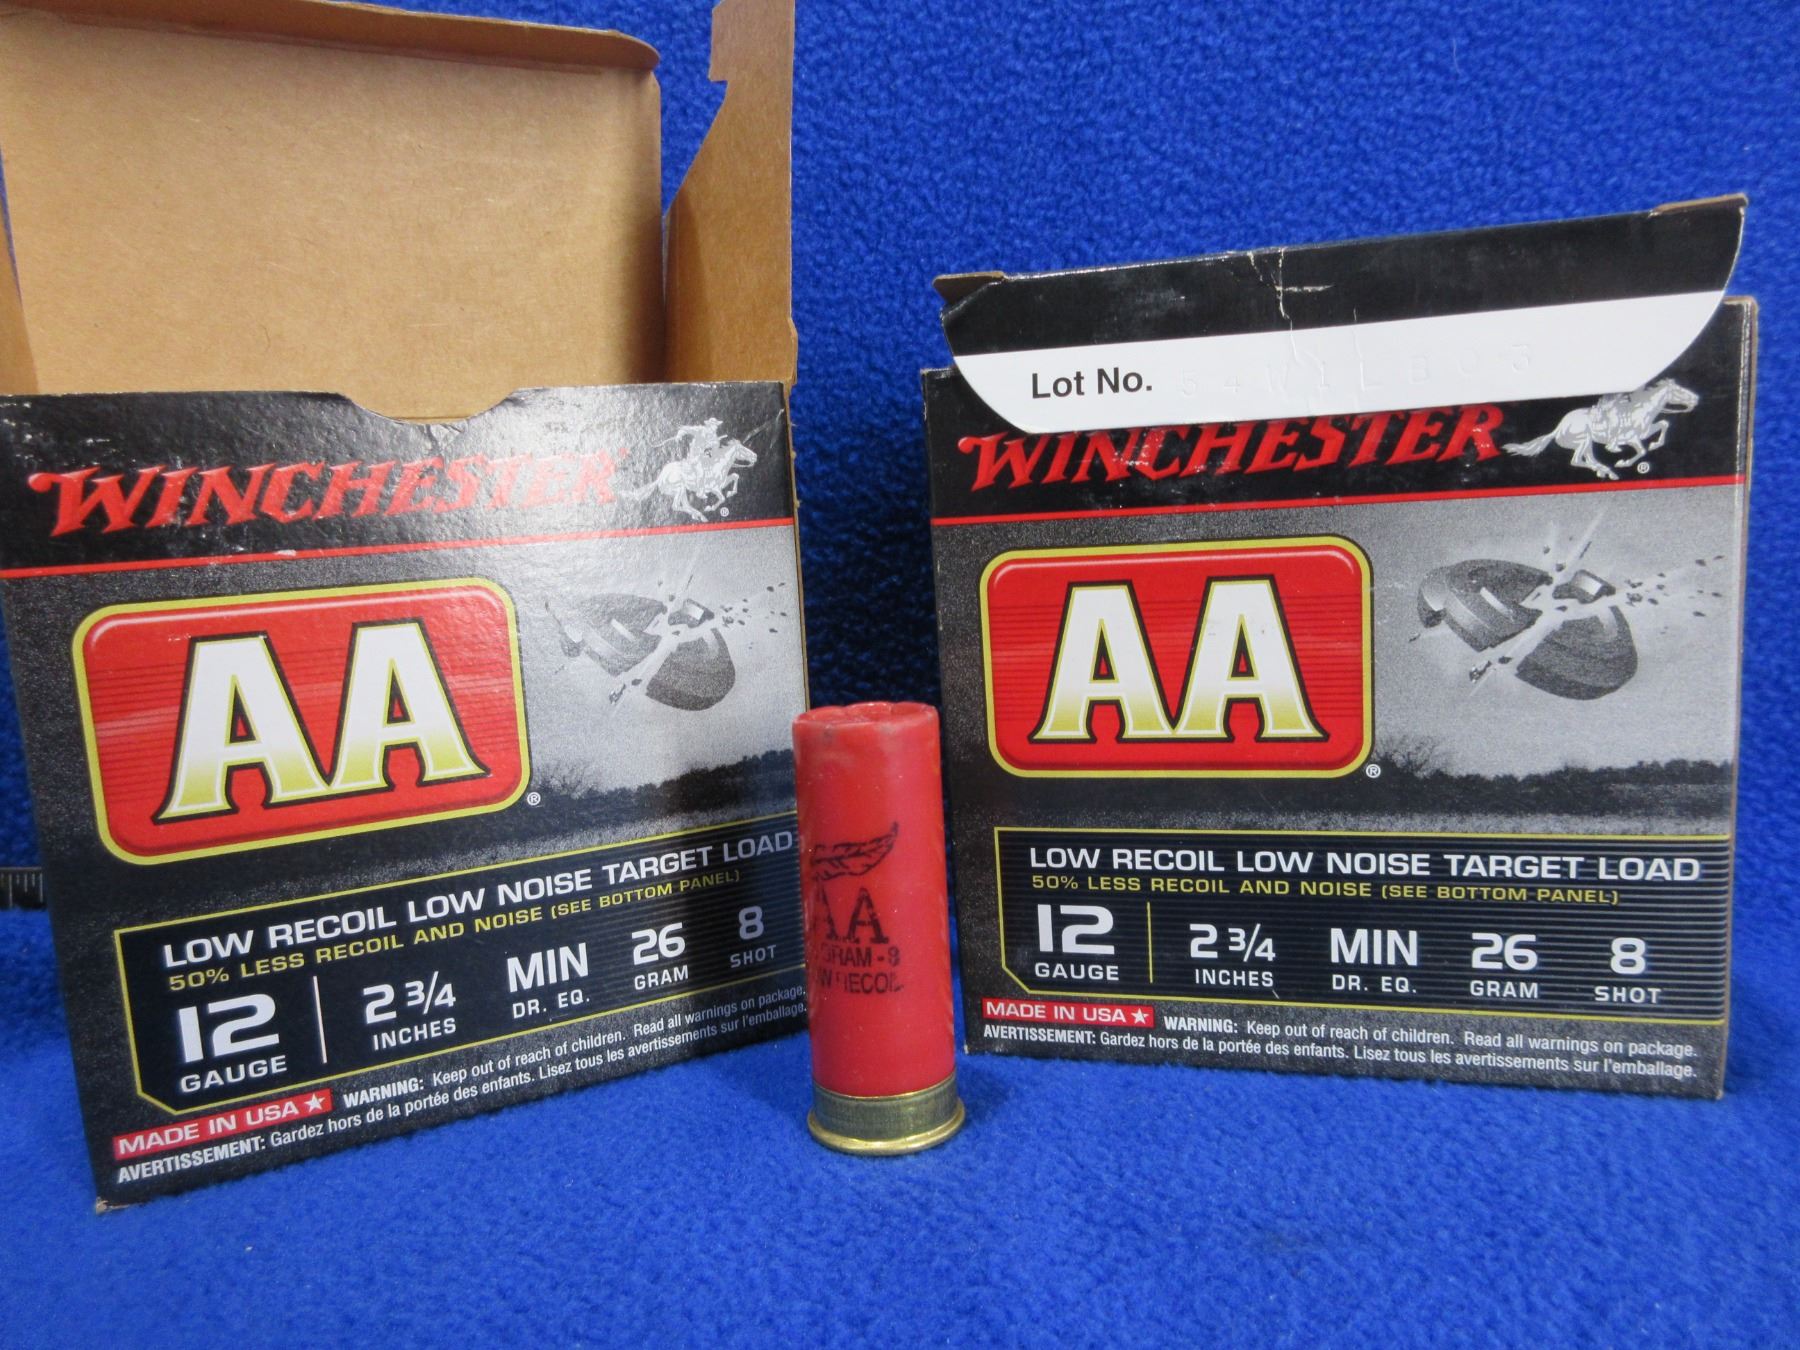 WINCHESTER
®
AA
®
LOW RECOIL LOW NOISE TARGET LOAD
50% LESS RECOIL AND NOISE (SEE BOTTOM PANEL)
12 GAUGE
2 3/4 INCHES
MIN DR. EQ.
26 GRAM
8 SHOT
MADE IN USA ★
WARNING: Keep out of reach of children. Read all warnings on package.
AVERTISSEMENT: Gardez hors de la portée des enfants. Lisez tous les avertissements sur l'emballage.
AA
GRAM-8
RECOIL
Lot No.
WINCHESTER
®
AA
®
LOW RECOIL LOW NOISE TARGET LOAD
50% LESS RECOIL AND NOISE (SEE BOTTOM PANEL)
12 GAUGE
2 3/4 INCHES
MIN DR. EQ.
26 GRAM
8 SHOT
MADE IN USA ★
WARNING: Keep out of reach of children. Read all warnings on package.
AVERTISSEMENT: Gardez hors de la portée des enfants. Lisez tous les avertissements sur l'emballage.